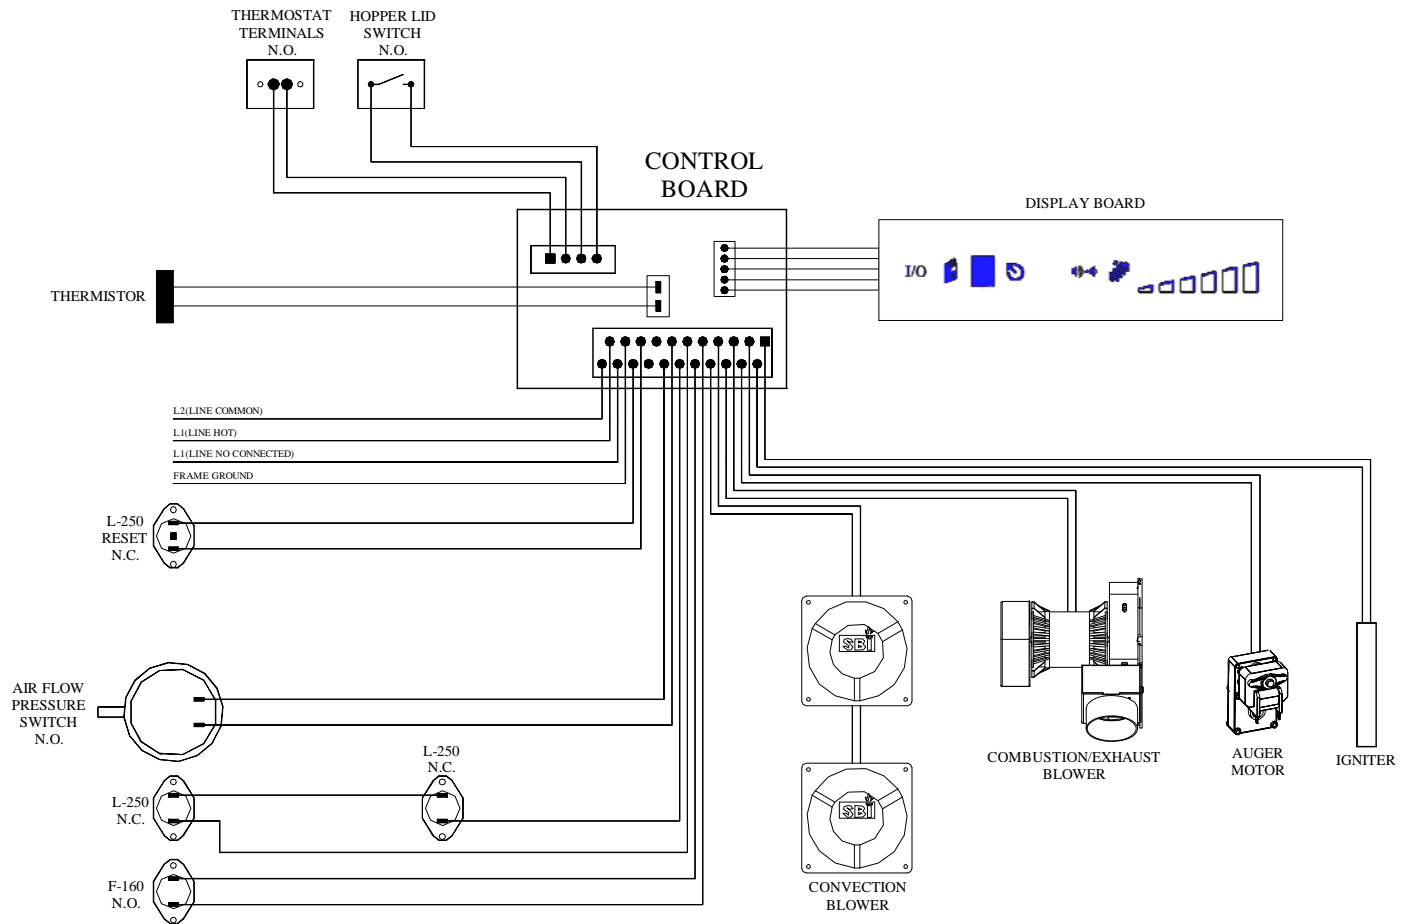 THERMOSTAT
TERMINALS
N.O.
HOPPER LID
SWITCH
N.O.
CONTROL
BOARD
DISPLAY BOARD
I/O
THERMISTOR
L2(LINE COMMON)
L1(LINE HOT)
L1(LINE NO CONNECTED)
FRAME GROUND
L-250
RESET
N.C.
AIR FLOW
PRESSURE
SWITCH
N.O.
L-250
N.C.
L-250
N.C.
F-160
N.O.
SBI
SBI
CONVECTION
BLOWER
COMBUSTION/EXHAUST
BLOWER
AUGER
MOTOR
IGNITER